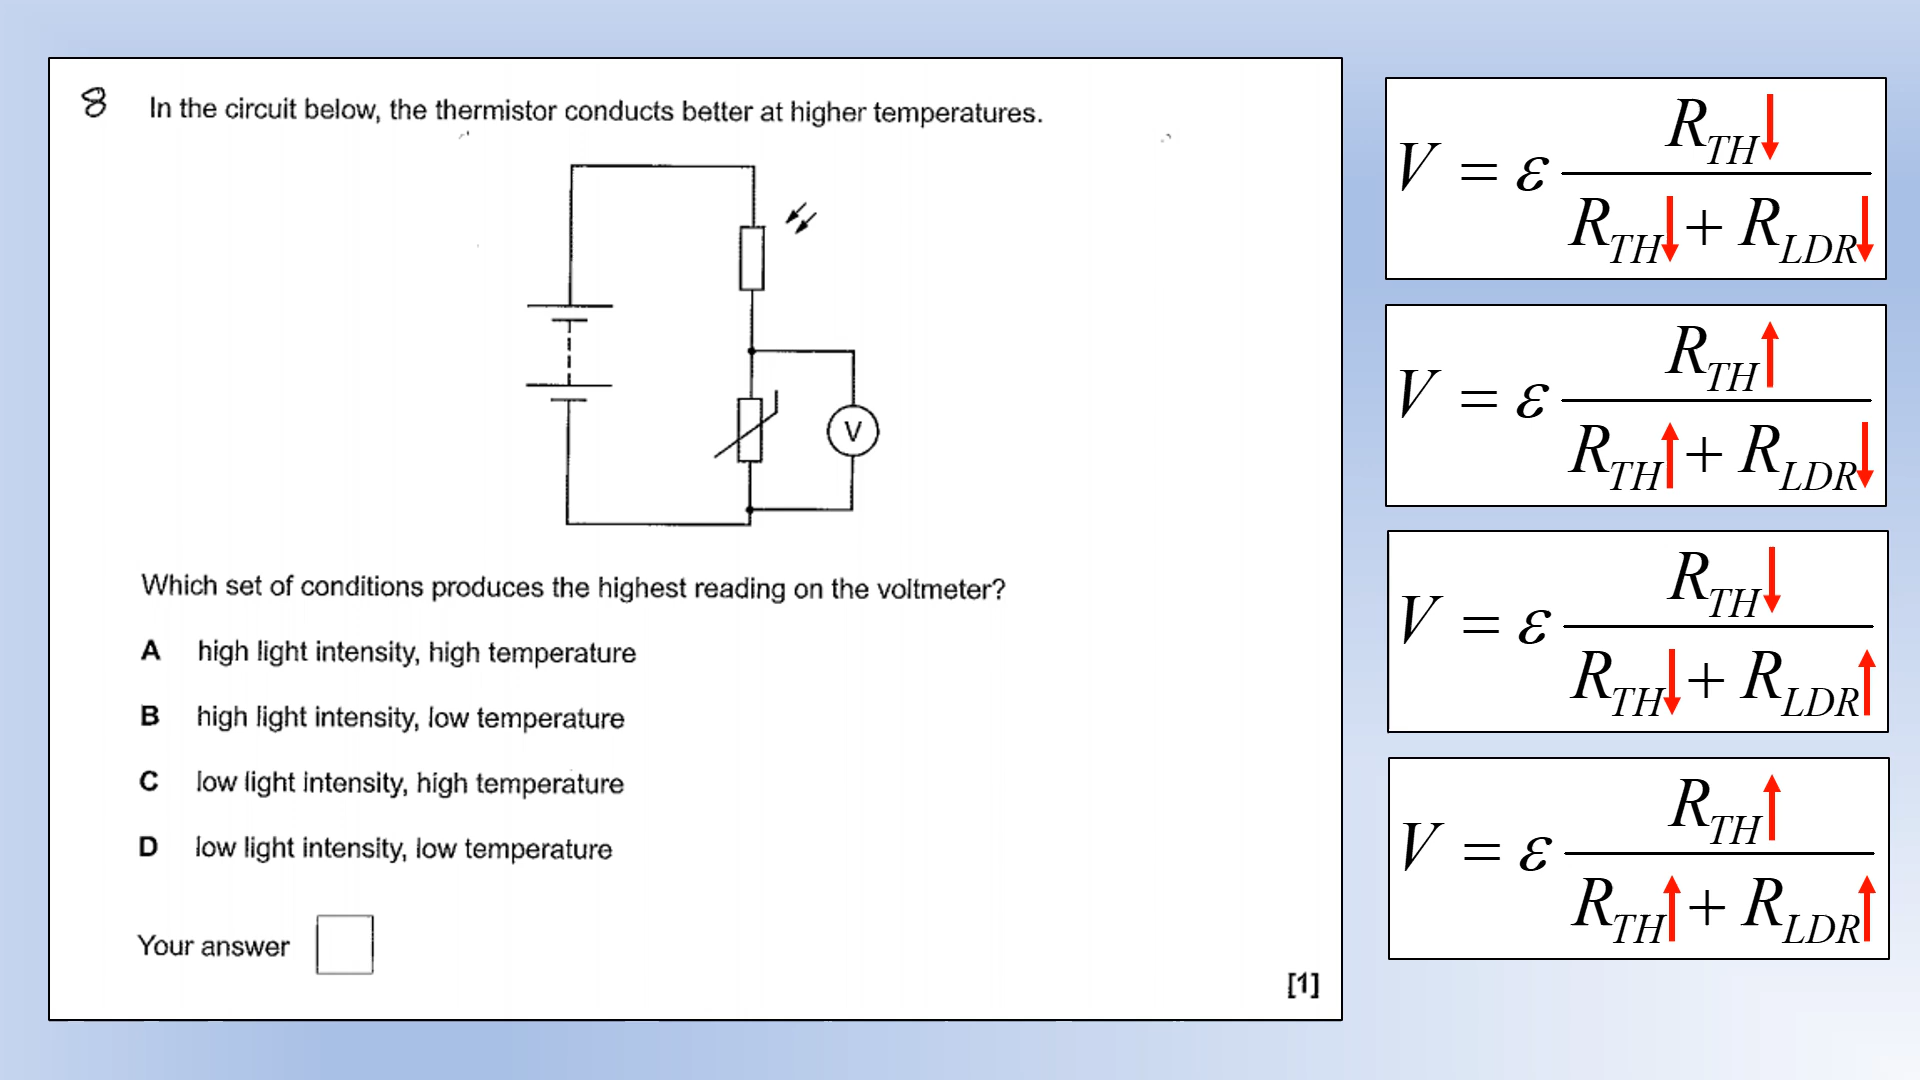 8 In the circuit below, the thermistor conducts better at higher temperatures.
V
Which set of conditions produces the highest reading on the voltmeter?
A high light intensity, high temperature
B high light intensity, low temperature
C low light intensity, high temperature
D low light intensity, low temperature
Your answer
[1]
V = ε R_TH↓ / (R_TH↓ + R_LDR↓)
V = ε R_TH↑ / (R_TH↑ + R_LDR↓)
V = ε R_TH↓ / (R_TH↓ + R_LDR↑)
V = ε R_TH↑ / (R_TH↑ + R_LDR↑)